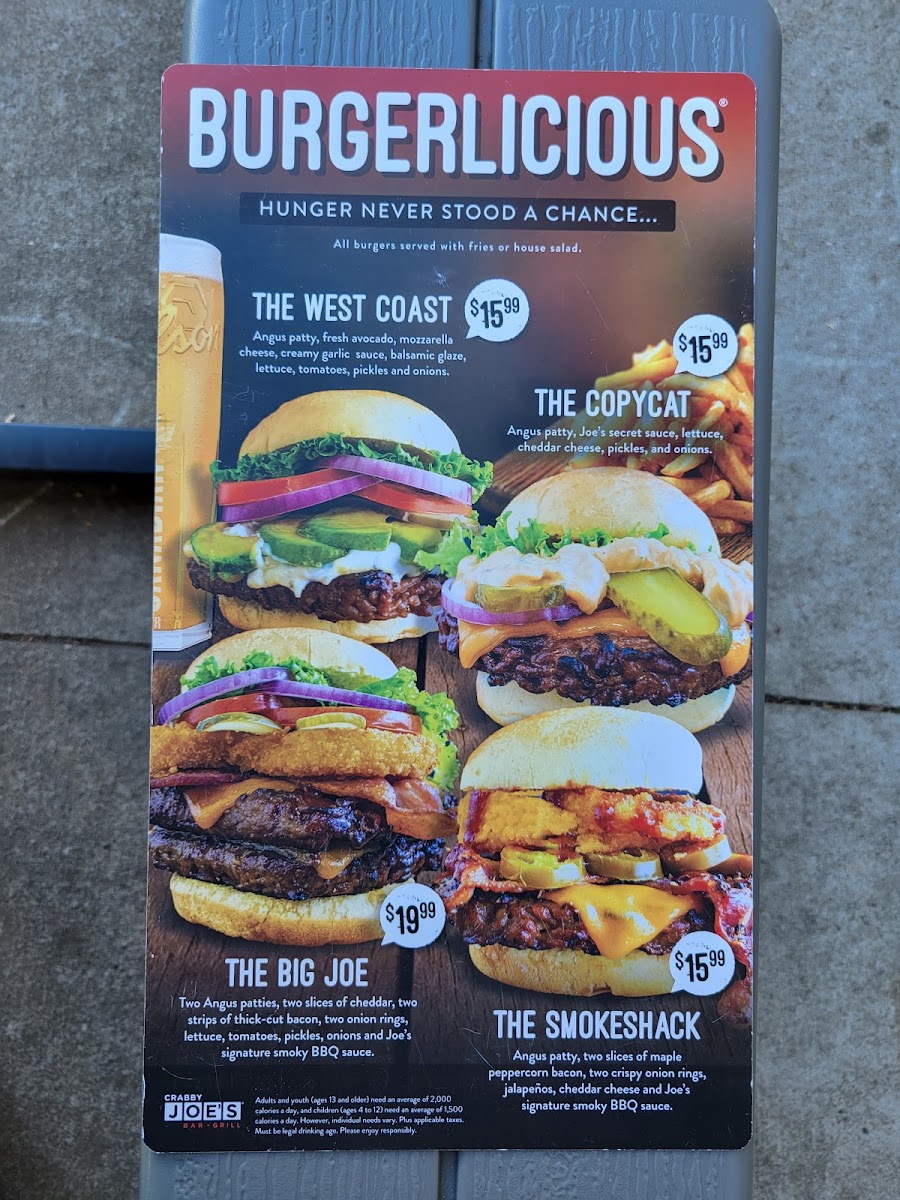 BURGERLICIOUS®
HUNGER NEVER STOOD A CHANCE...
All burgers served with fries or house salad.
THE WEST COAST $15.99
Angus patty, fresh avocado, mozzarella
cheese, creamy garlic sauce, balsamic glaze,
lettuce, tomatoes, pickles and onions.
$15.99
THE COPYCAT
Angus patty, Joe's secret sauce, lettuce,
cheddar cheese, pickles, and onions.
CANADIAN
$19.99
THE BIG JOE
Two Angus patties, two slices of cheddar, two
strips of thick-cut bacon, two onion rings,
lettuce, tomatoes, pickles, onions and Joe's
signature smoky BBQ sauce.
$15.99
THE SMOKESHACK
Angus patty, two slices of maple
peppercorn bacon, two crispy onion rings,
jalapeños, cheddar cheese and Joe's
signature smoky BBQ sauce.
CRABBY
JOE'S
BAR • GRILL
Adults and youth (ages 13 and older) need an average of 2,000
calories a day, and children (ages 4 to 12) need an average of 1,500
calories a day. However, individual needs vary. Plus applicable taxes.
Must be legal drinking age. Please enjoy responsibly.